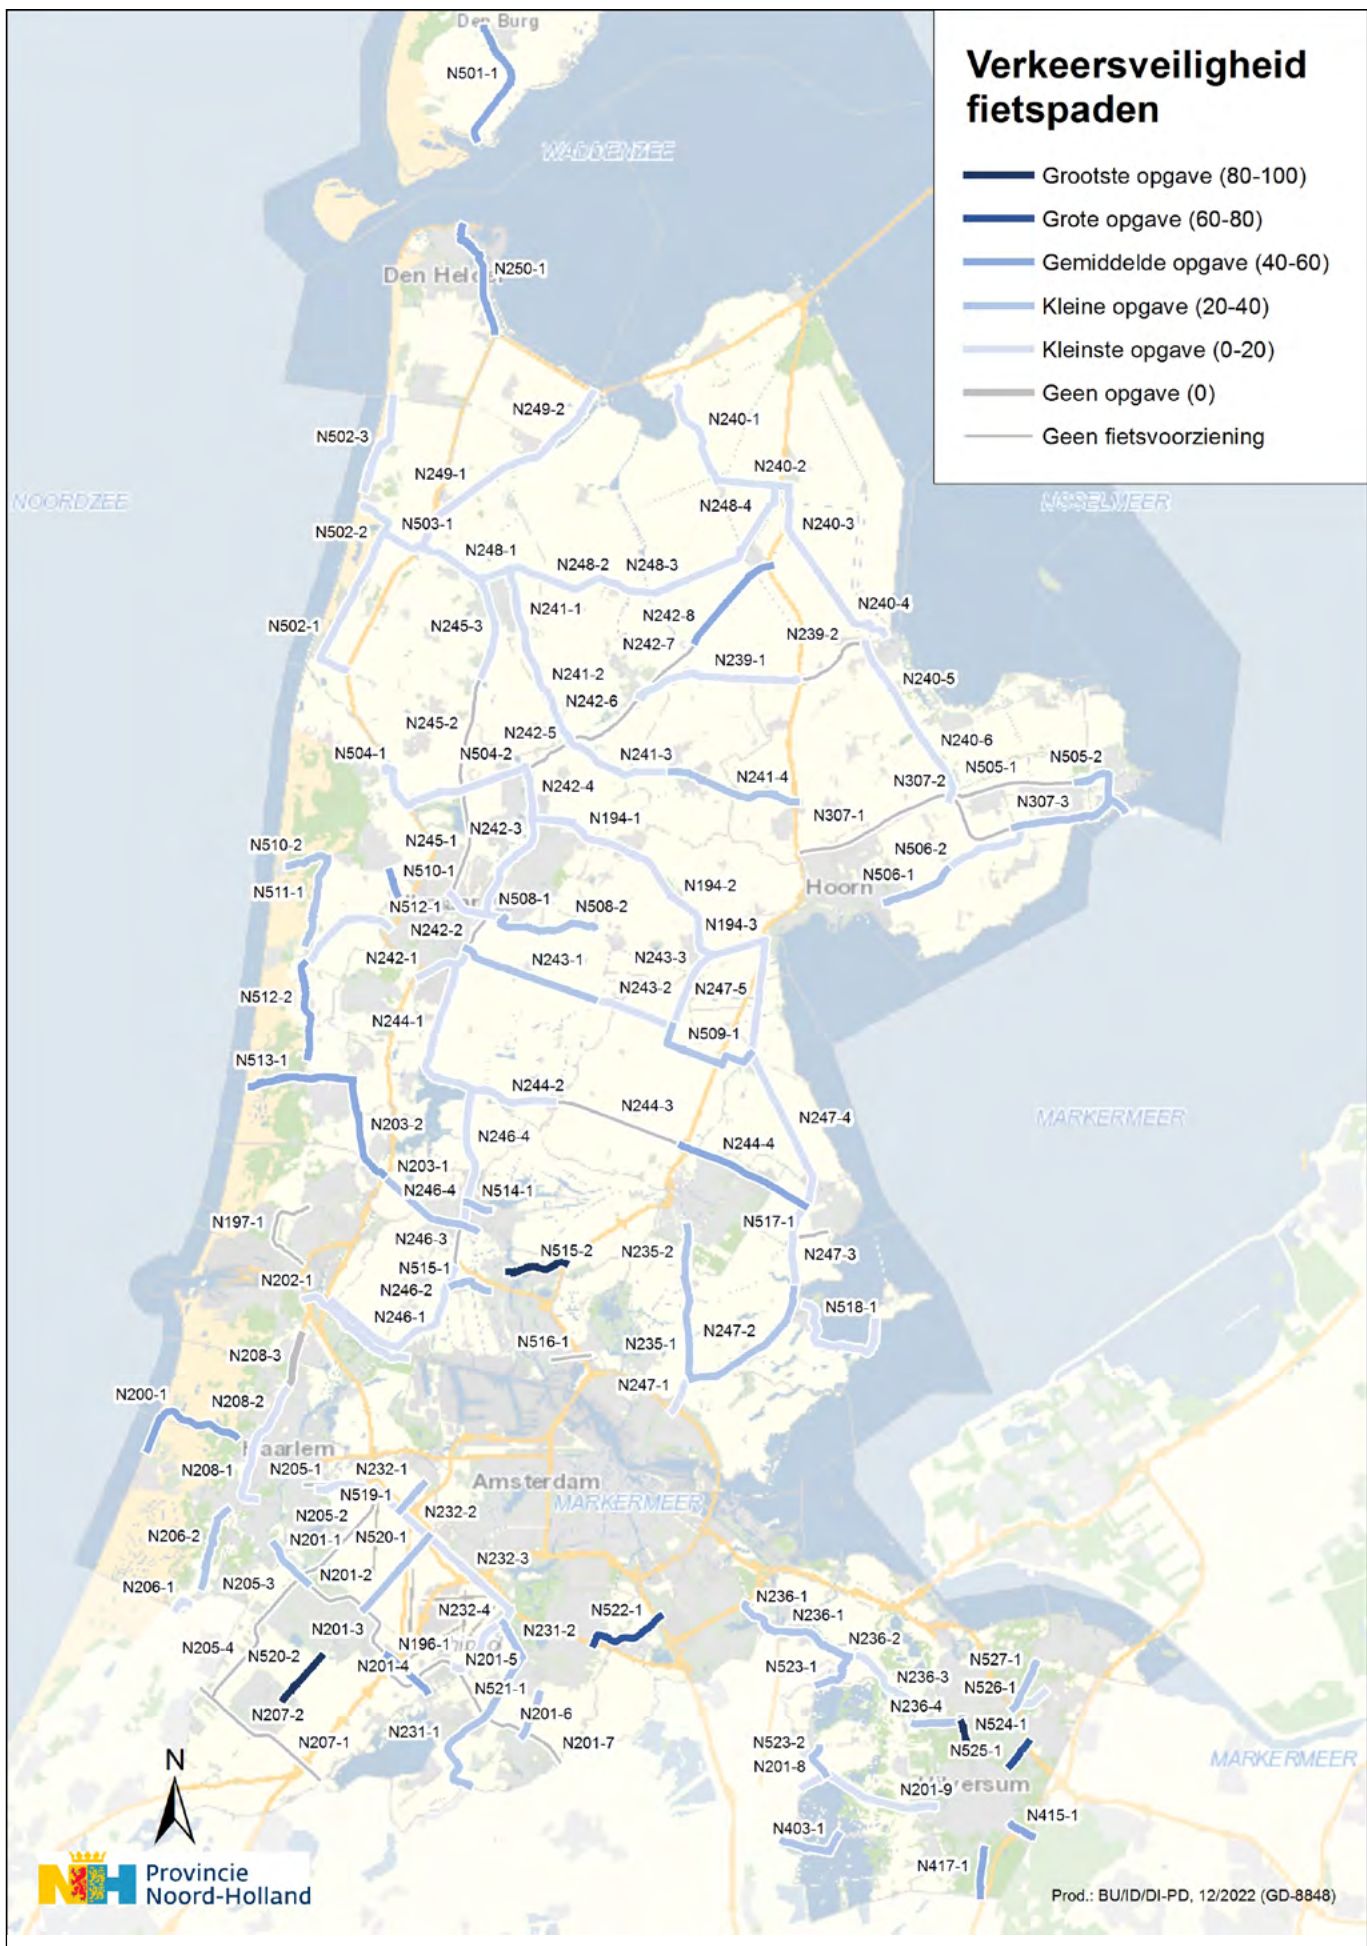 Den Burg
N501-1
WADDENZEE
Verkeersveiligheid
fietspaden
Grootste opgave (80-100)
Grote opgave (60-80)
Gemiddelde opgave (40-60)
Kleine opgave (20-40)
Kleinste opgave (0-20)
Geen opgave (0)
Geen fietsvoorziening
N250-1
N249-2
N240-1
N502-3
N249-1
N240-2
NOORDZEE
IJSSELMEER
N248-4
N503-1
N240-3
N502-2
N248-1
N248-2
N248-3
N240-4
N241-1
N242-8
N502-1
N245-3
N239-2
N242-7
N239-1
N241-2
N240-5
N242-6
N245-2
N242-5
N504-1
N504-2
N240-6
N241-3
N505-2
N505-1
N241-4
N307-2
N242-4
N307-3
N307-1
N194-1
N242-3
N245-1
N510-2
N506-2
N510-1
N506-1
N511-1
N194-2
Hoorn
N508-1
N512-1
N508-2
N194-3
N242-2
N242-1
N243-1
N243-3
N243-2
N247-5
N512-2
N244-1
N509-1
N513-1
N244-2
N244-3
MARKERMEER
N247-4
N203-2
N246-4
N244-4
N203-1
N246-4
N514-1
N197-1
N517-1
N246-3
N515-2
N235-2
N247-3
N515-1
N202-1
N246-2
N518-1
N246-1
N247-2
N516-1
N235-1
N208-3
N247-1
N200-1
N208-2
Haarlem
N208-1
N205-1
N232-1
Amsterdam
N519-1
MARKERMEER
N205-2
N232-2
N206-2
N201-1
N520-1
N232-3
N201-2
N205-3
N206-1
N236-1
N232-4
N522-1
N236-1
N201-3
N231-2
N205-4
N196-1
N236-2
N520-2
N201-4
N201-5
N523-1
N527-1
N236-3
N521-1
N526-1
N207-2
N236-4
N201-6
N524-1
N207-1
N231-1
N201-7
N523-2
N525-1
N201-8
MARKERMEER
N201-9
N
N415-1
N403-1
N417-1
Provincie
Noord-Holland
Prod.: BU/ID/DI-PD, 12/2022 (GD-8848)